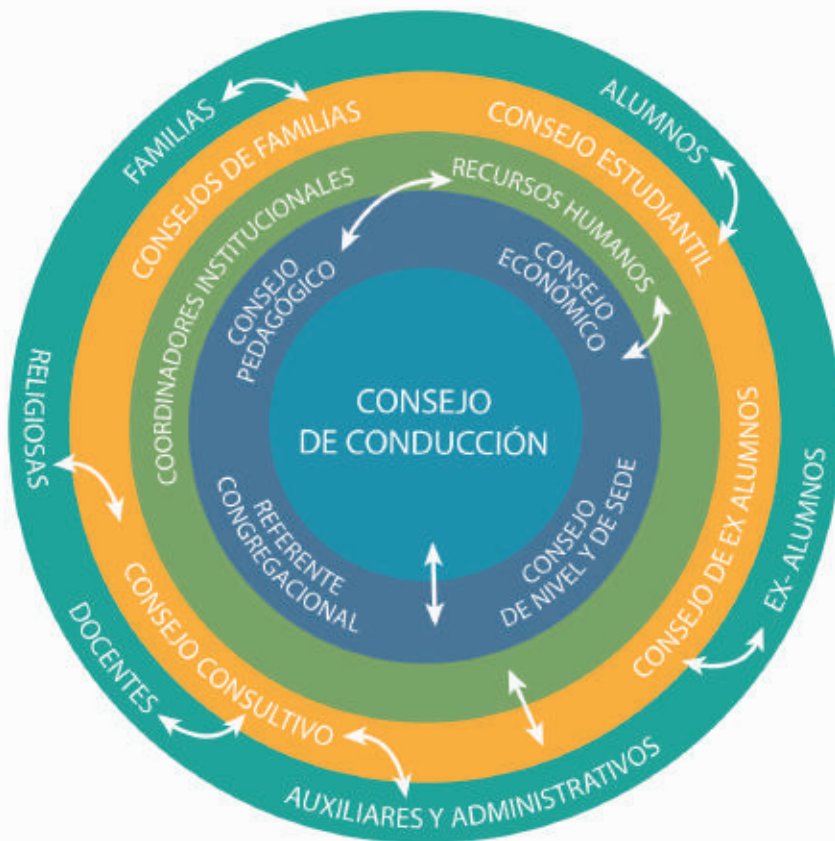 FAMILIAS
ALUMNOS
RELIGIOSAS
EX- ALUMNOS
DOCENTES
AUXILIARES Y ADMINISTRATIVOS
CONSEJOS DE FAMILIAS
CONSEJO ESTUDIANTIL
CONSEJO CONSULTIVO
CONSEJO DE EX ALUMNOS
COORDINADORES INSTITUCIONALES
RECURSOS HUMANOS
CONSEJO
PEDAGÓGICO
CONSEJO
ECONÓMICO
REFERENTE
CONGREGACIONAL
CONSEJO
DE NIVEL Y DE SEDE
CONSEJO
DE CONDUCCIÓN